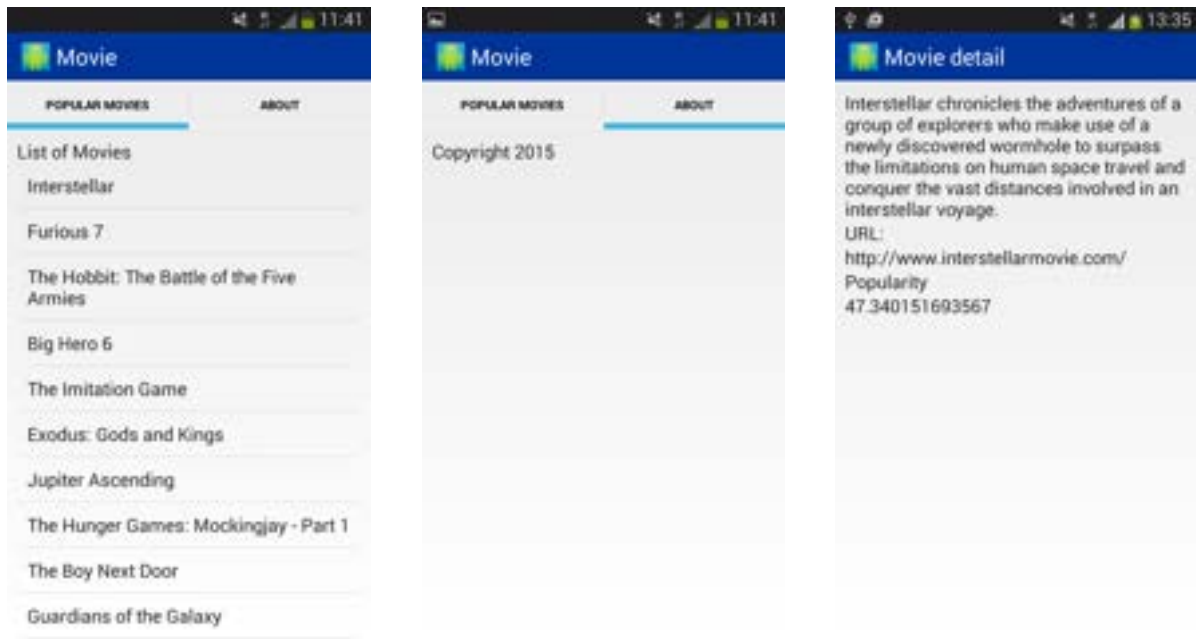 11:41
Movie
POPULAR MOVIES
ABOUT
List of Movies
Interstellar
Furious 7
The Hobbit: The Battle of the Five
Armies
Big Hero 6
The Imitation Game
Exodus: Gods and Kings
Jupiter Ascending
The Hunger Games: Mockingjay - Part 1
The Boy Next Door
Guardians of the Galaxy
11:41
Movie
POPULAR MOVIES
ABOUT
Copyright 2015
13:35
Movie detail
Interstellar chronicles the adventures of a
group of explorers who make use of a
newly discovered wormhole to surpass
the limitations on human space travel and
conquer the vast distances involved in an
interstellar voyage.
URL:
http://www.interstellarmovie.com/
Popularity
47.340151693567